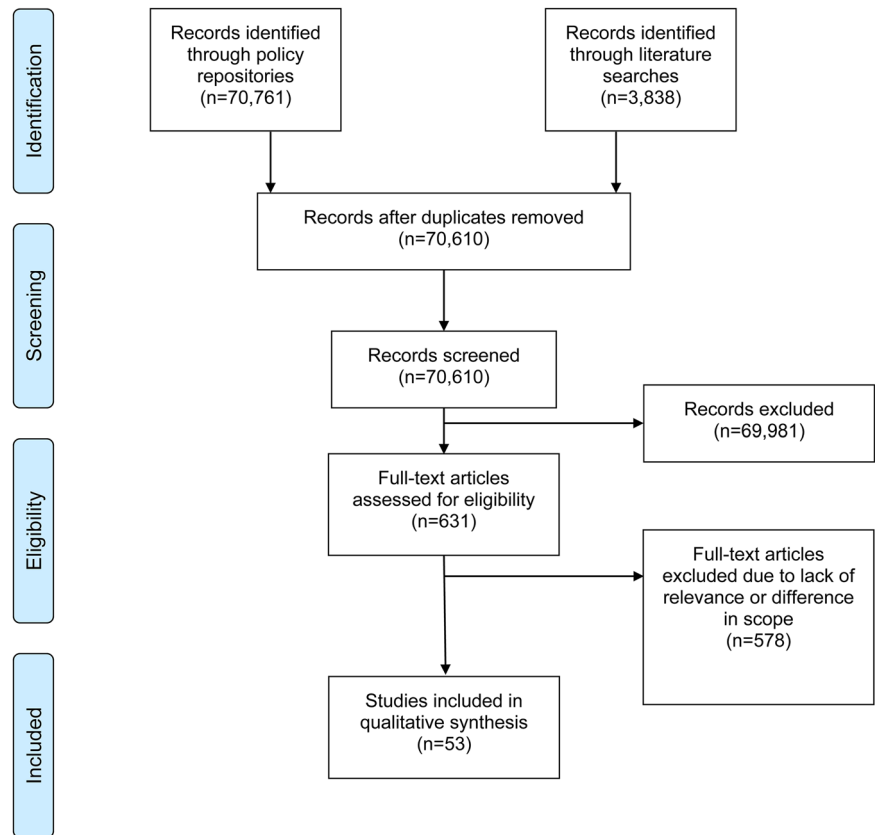 Identification
Records identified
through policy
repositories
(n=70,761)
Records identified
through literature
searches
(n=3,838)
Records after duplicates removed
(n=70,610)
Screening
Records screened
(n=70,610)
Records excluded
(n=69,981)
Eligibility
Full-text articles
assessed for eligibility
(n=631)
Full-text articles
excluded due to lack of
relevance or difference
in scope
(n=578)
Included
Studies included in
qualitative synthesis
(n=53)